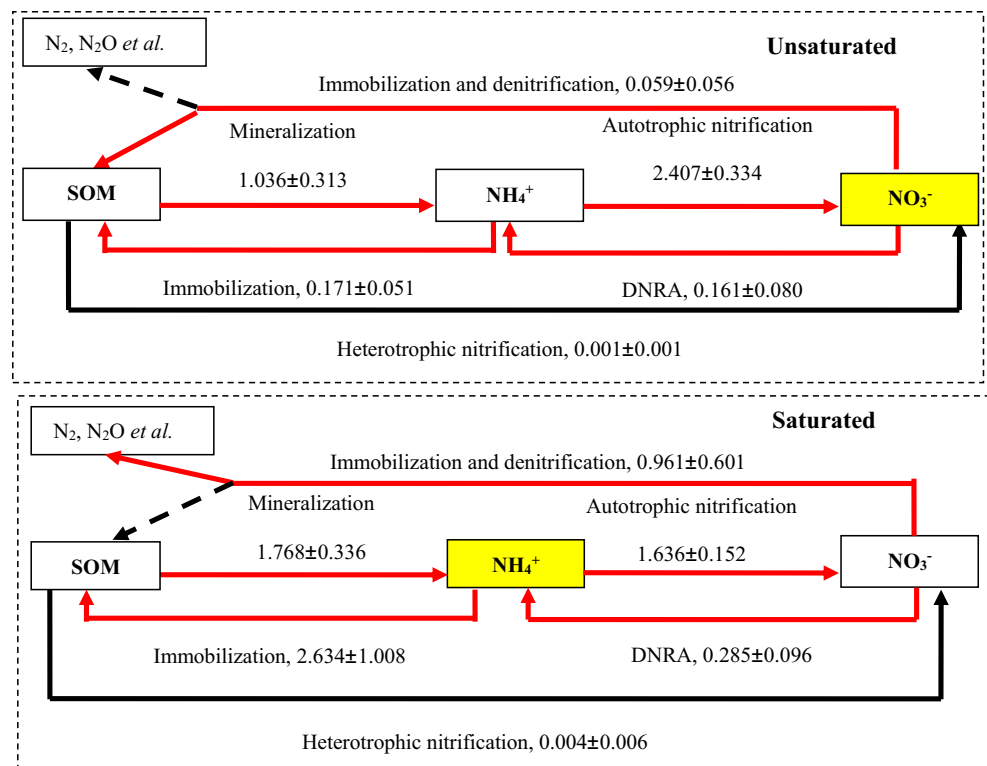 N₂, N₂O et al.
Unsaturated
Immobilization and denitrification, 0.059±0.056
Mineralization
Autotrophic nitrification
1.036±0.313
2.407±0.334
SOM
NH₄⁺
NO₃⁻
Immobilization, 0.171±0.051
DNRA, 0.161±0.080
Heterotrophic nitrification, 0.001±0.001
Saturated
N₂, N₂O et al.
Immobilization and denitrification, 0.961±0.601
Mineralization
Autotrophic nitrification
1.768±0.336
1.636±0.152
SOM
NH₄⁺
NO₃⁻
Immobilization, 2.634±1.008
DNRA, 0.285±0.096
Heterotrophic nitrification, 0.004±0.006